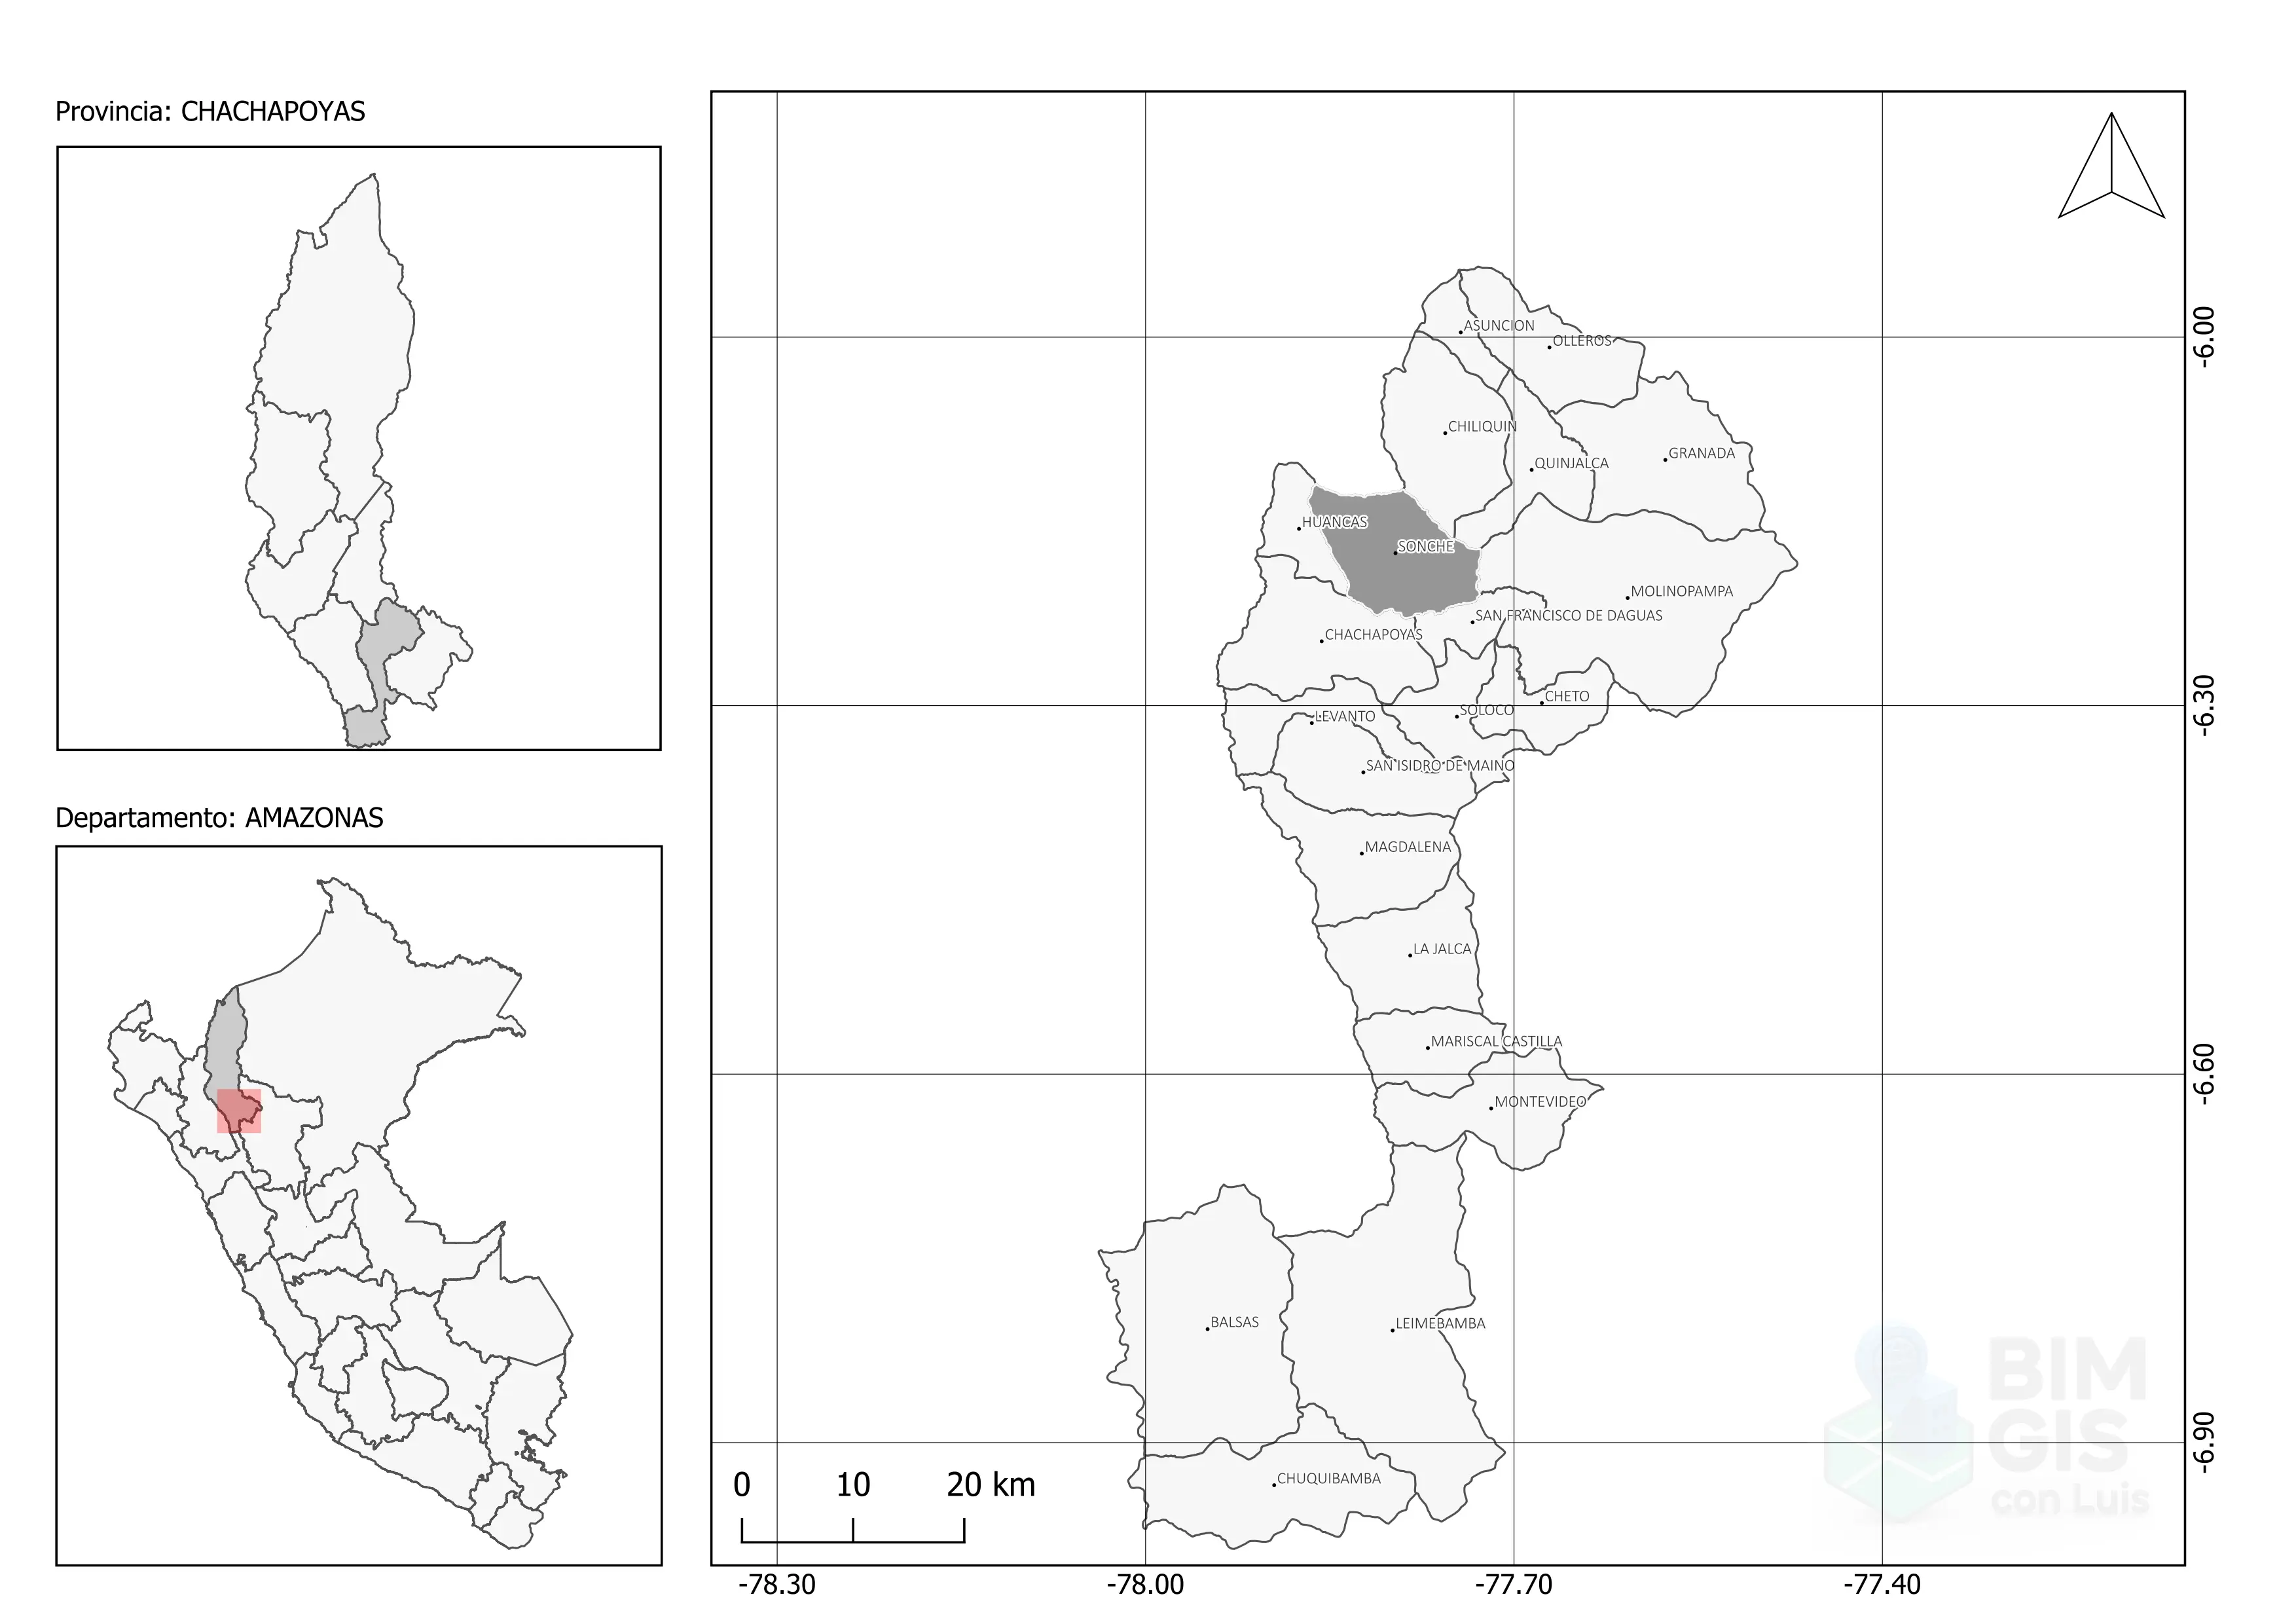 Provincia: CHACHAPOYAS
Departamento: AMAZONAS
ASUNCION
OLLEROS
CHILIQUIN
QUINJALCA
GRANADA
HUANCAS
SONCHE
MOLINOPAMPA
SAN FRANCISCO DE DAGUAS
CHACHAPOYAS
CHETO
SOLOCO
LEVANTO
SAN ISIDRO DE MAINO
MAGDALENA
LA JALCA
MARISCAL CASTILLA
MONTEVIDEO
BALSAS
LEIMEBAMBA
CHUQUIBAMBA
0 10 20 km
-78.30 -78.00 -77.70 -77.40
-6.00
-6.30
-6.60
-6.90
BIM
GIS
con Luis